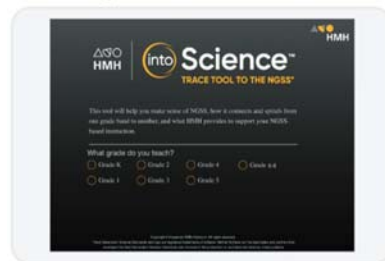 HMH
HMH
into Science™
TRACE TOOL TO THE NGSS*
This tool will help you make sense of NGSS, how it connects and spirals from
one grade band to another, and what HMH provides to support your NGSS-
based instruction.
What grade do you teach?
Grade K
Grade 2
Grade 4
Grade 6-8
Grade 1
Grade 3
Grade 5